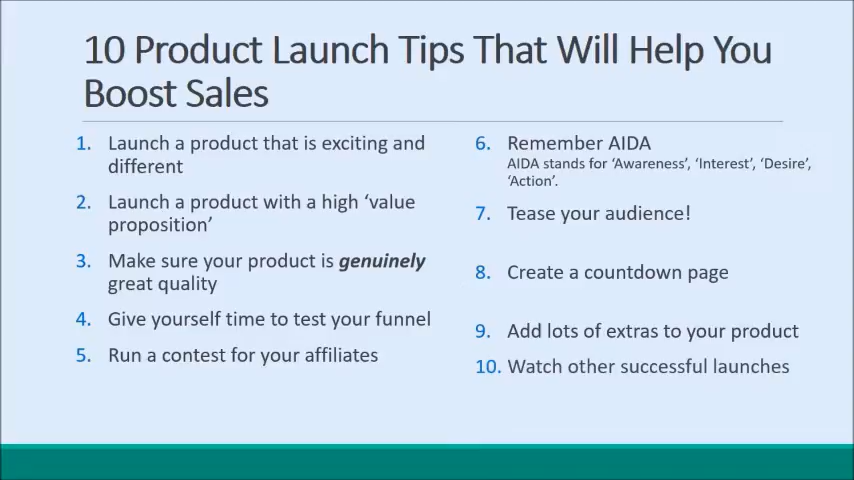 10 Product Launch Tips That Will Help You
Boost Sales
1. Launch a product that is exciting and
different
2. Launch a product with a high ‘value
proposition’
3. Make sure your product is genuinely
great quality
4. Give yourself time to test your funnel
5. Run a contest for your affiliates
6. Remember AIDA
AIDA stands for ‘Awareness’, ‘Interest’, ‘Desire’,
‘Action’.
7. Tease your audience!
8. Create a countdown page
9. Add lots of extras to your product
10. Watch other successful launches